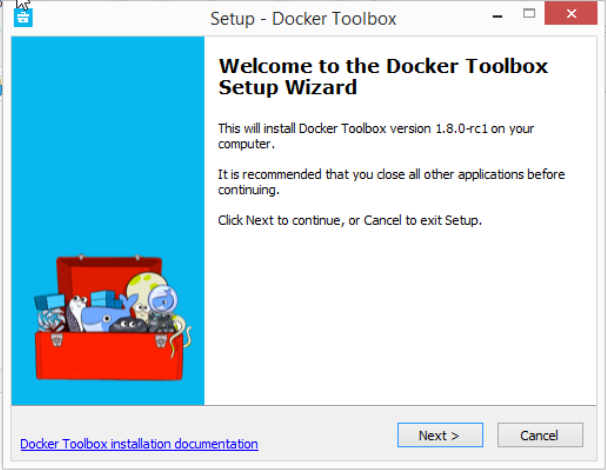 Setup - Docker Toolbox
Welcome to the Docker Toolbox
Setup Wizard
This will install Docker Toolbox version 1.8.0-rc1 on your
computer.
It is recommended that you close all other applications before
continuing.
Click Next to continue, or Cancel to exit Setup.
Docker Toolbox installation documentation
Next >
Cancel